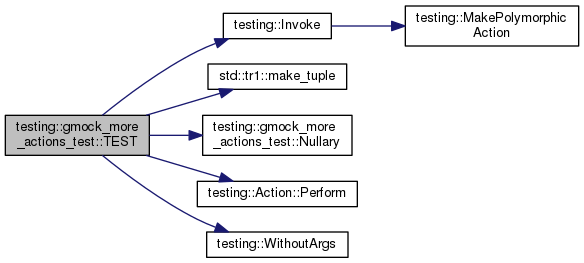 testing::Invoke
testing::MakePolymorphic
Action
std::tr1::make_tuple
testing::gmock_more
_actions_test::TEST
testing::gmock_more
_actions_test::Nullary
testing::Action::Perform
testing::WithoutArgs